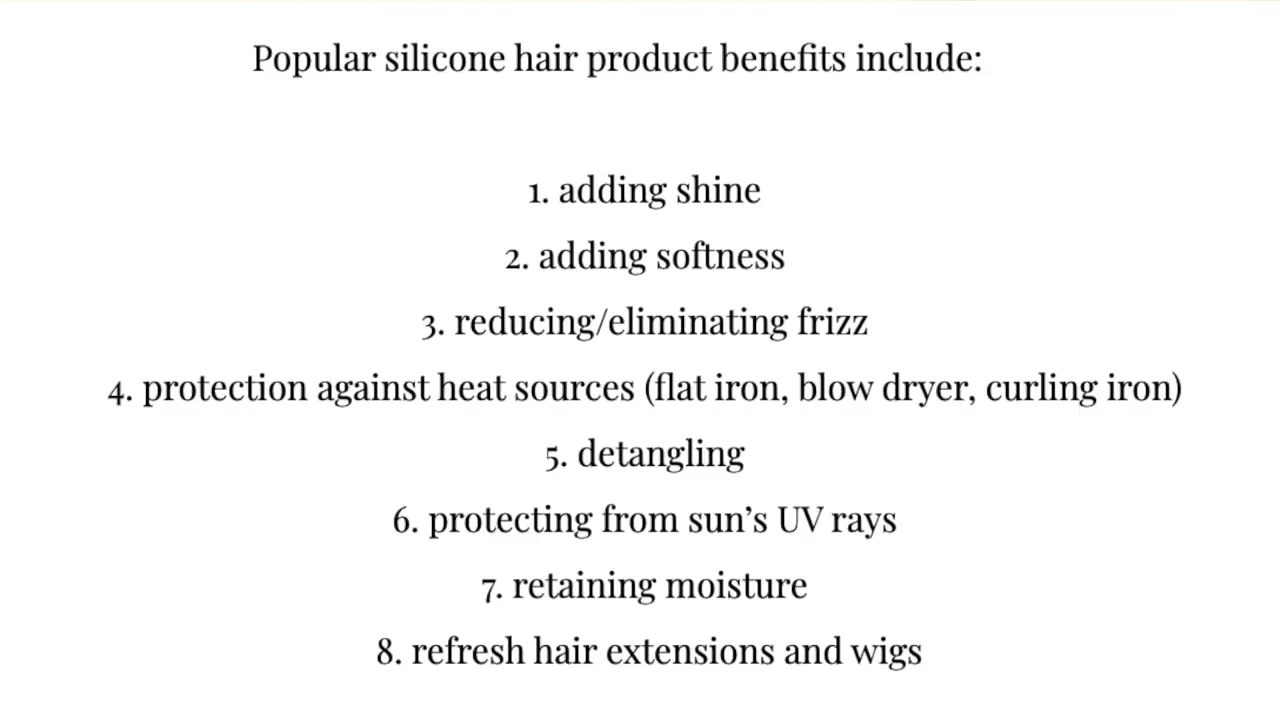 Popular silicone hair product benefits include:
1. adding shine
2. adding softness
3. reducing/eliminating frizz
4. protection against heat sources (flat iron, blow dryer, curling iron)
5. detangling
6. protecting from sun’s UV rays
7. retaining moisture
8. refresh hair extensions and wigs